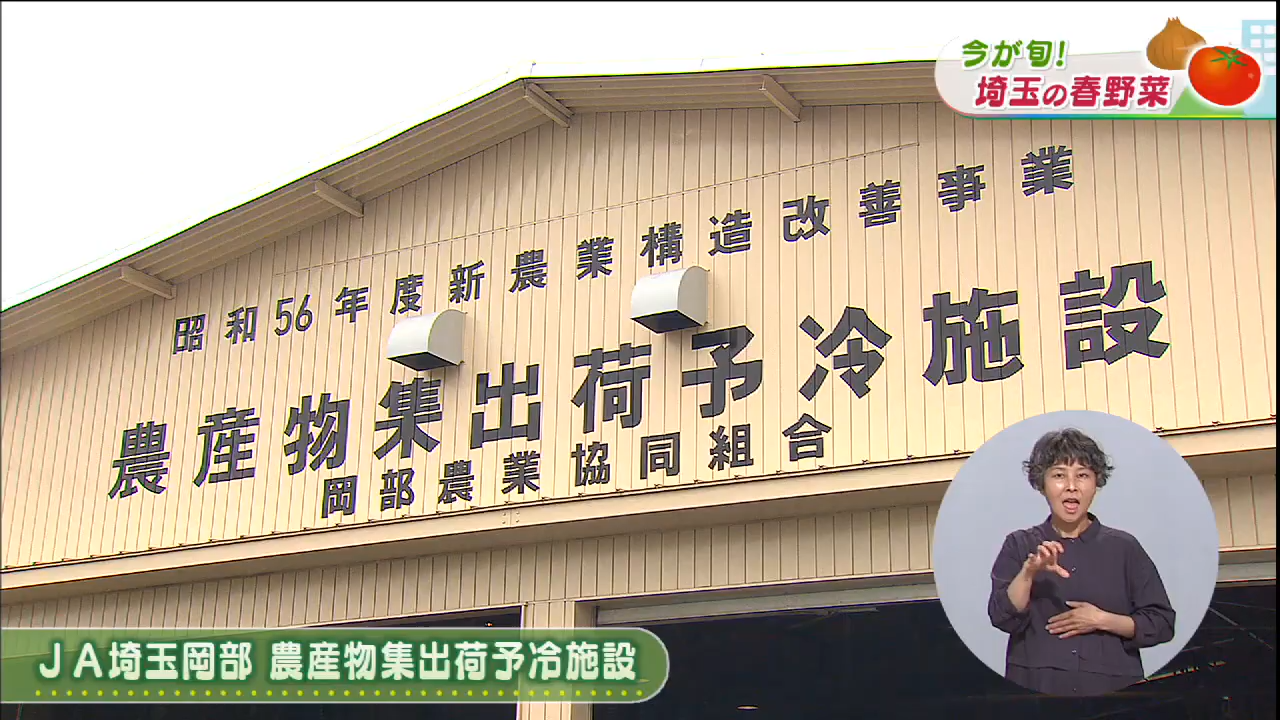 今が旬!
埼玉の春野菜
昭和56年度新農業構造改善事業
農産物集出荷予冷施設
岡部農業協同組合
JA埼玉岡部 農産物集出荷予冷施設